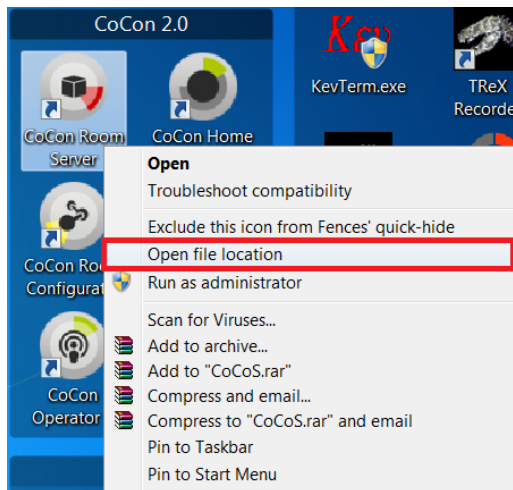 CoCon 2.0
Kev
KevTerm.exe
TReX
Recorde
CoCon Room
Server
CoCon Home
CoCon Ro
Configurat
CoCon
Operator
Open
Troubleshoot compatibility
Exclude this icon from Fences' quick-hide
Open file location
Run as administrator
Scan for Viruses...
Add to archive...
Add to "CoCoS.rar"
Compress and email...
Compress to "CoCoS.rar" and email
Pin to Taskbar
Pin to Start Menu